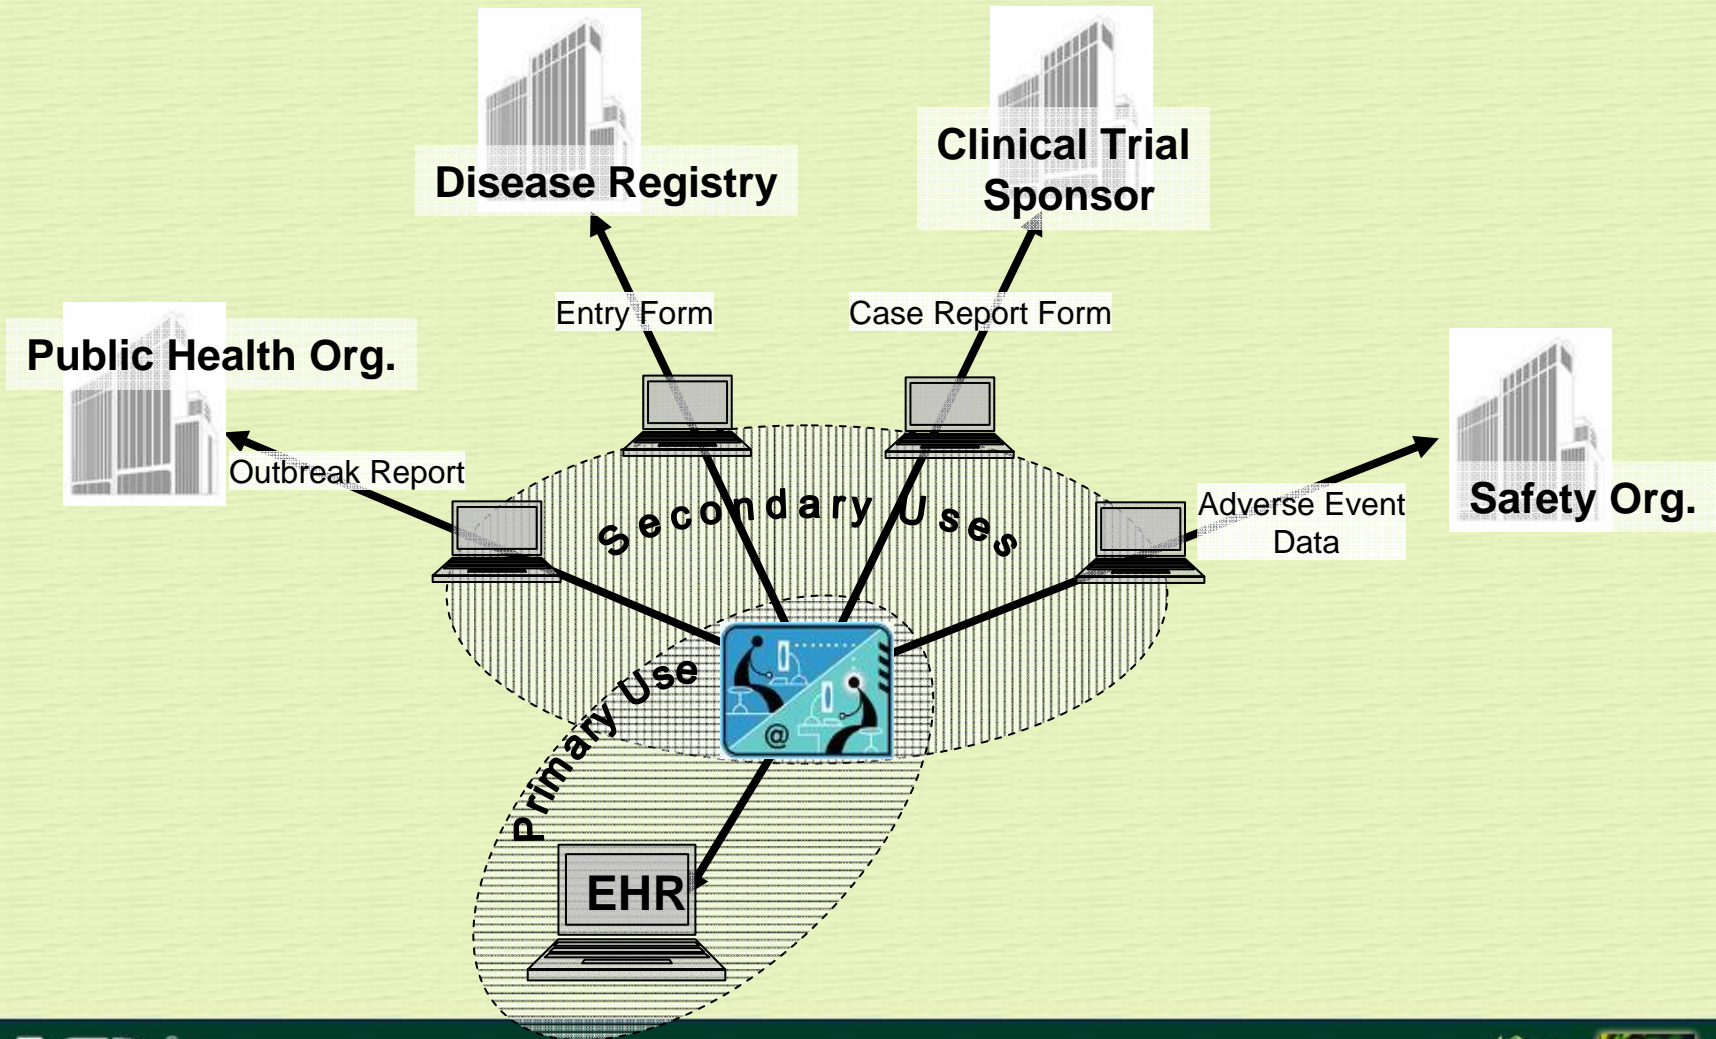 Disease Registry
Clinical Trial
Sponsor
Entry Form
Case Report Form
Public Health Org.
Outbreak Report
Adverse Event
Data
Safety Org.
Secondary Uses
Primary Use
@
EHR